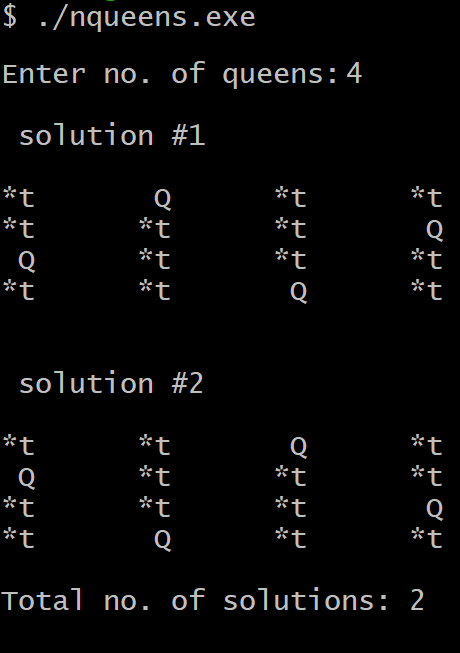 $ ./nqueens.exe
Enter no. of queens:4
solution #1
*t Q *t *t
*t *t *t Q
Q *t *t *t
*t *t Q *t
solution #2
*t *t Q *t
Q *t *t *t
*t *t *t Q
*t Q *t *t
Total no. of solutions: 2